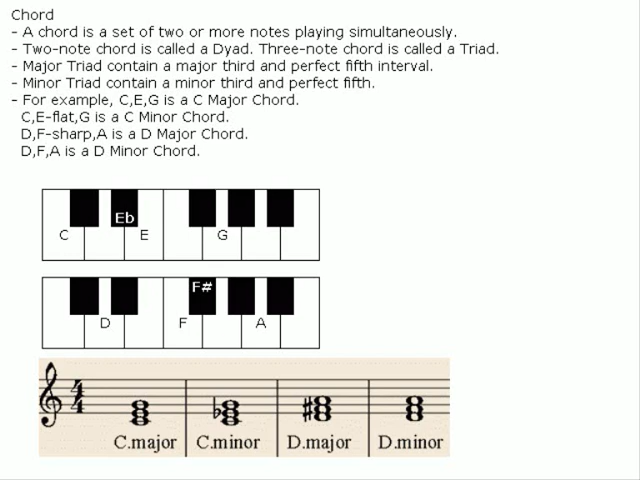 Chord
- A chord is a set of two or more notes playing simultaneously.
- Two-note chord is called a Dyad. Three-note chord is called a Triad.
- Major Triad contain a major third and perfect fifth interval.
- Minor Triad contain a minor third and perfect fifth.
- For example, C,E,G is a C Major Chord.
C,E-flat,G is a C Minor Chord.
D,F-sharp,A is a D Major Chord.
D,F,A is a D Minor Chord.
Eb
C E G
F#
D F A
4
4
C.major C.minor D.major D.minor